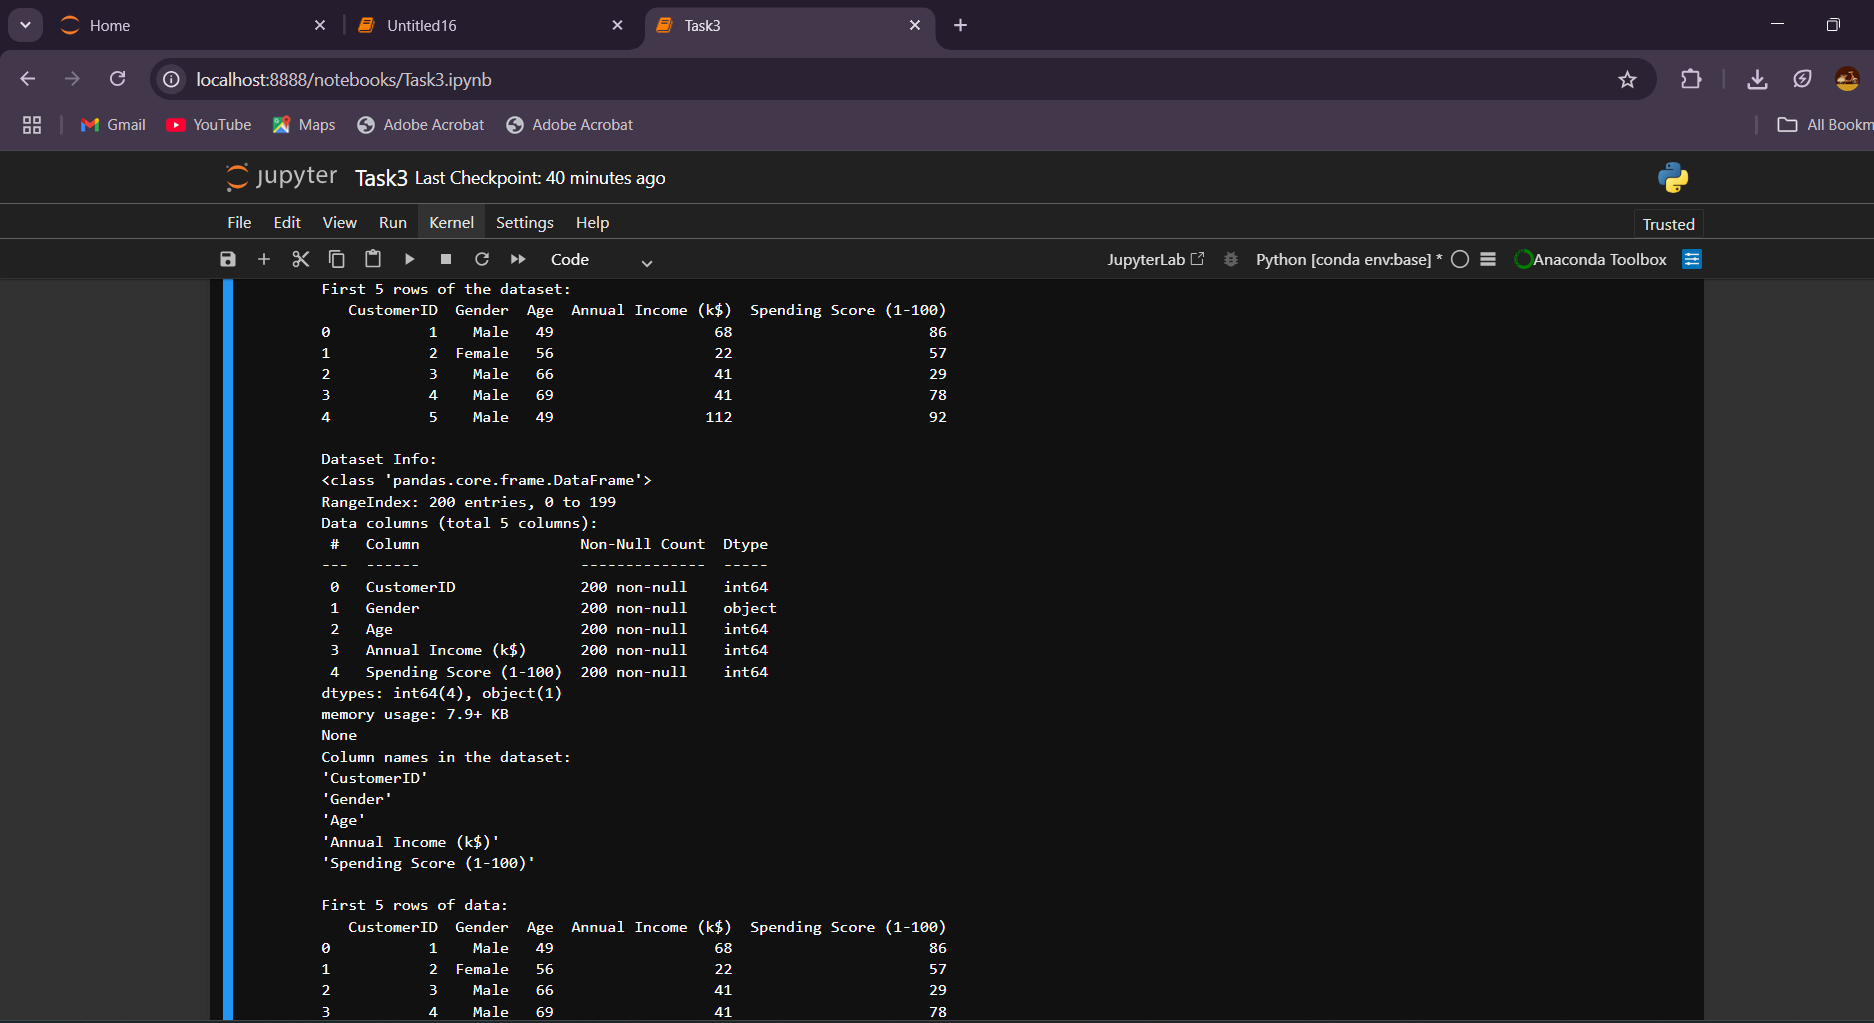 Home
Untitled16
Task3
localhost:8888/notebooks/Task3.ipynb
Gmail YouTube Maps Adobe Acrobat Adobe Acrobat All Bookm
jupyter Task3 Last Checkpoint: 40 minutes ago
File Edit View Run Kernel Settings Help Trusted
Code JupyterLab Python [conda env:base] * Anaconda Toolbox
First 5 rows of the dataset:
   CustomerID  Gender  Age  Annual Income (k$)  Spending Score (1-100)
0           1    Male   49                  68                      86
1           2  Female   56                  22                      57
2           3    Male   66                  41                      29
3           4    Male   69                  41                      78
4           5    Male   49                 112                      92
Dataset Info:
<class 'pandas.core.frame.DataFrame'>
RangeIndex: 200 entries, 0 to 199
Data columns (total 5 columns):
 #   Column                  Non-Null Count  Dtype
---  ------                  --------------  -----
 0   CustomerID              200 non-null    int64
 1   Gender                  200 non-null    object
 2   Age                     200 non-null    int64
 3   Annual Income (k$)      200 non-null    int64
 4   Spending Score (1-100)  200 non-null    int64
dtypes: int64(4), object(1)
memory usage: 7.9+ KB
None
Column names in the dataset:
'CustomerID'
'Gender'
'Age'
'Annual Income (k$)'
'Spending Score (1-100)'
First 5 rows of data:
   CustomerID  Gender  Age  Annual Income (k$)  Spending Score (1-100)
0           1    Male   49                  68                      86
1           2  Female   56                  22                      57
2           3    Male   66                  41                      29
3           4    Male   69                  41                      78